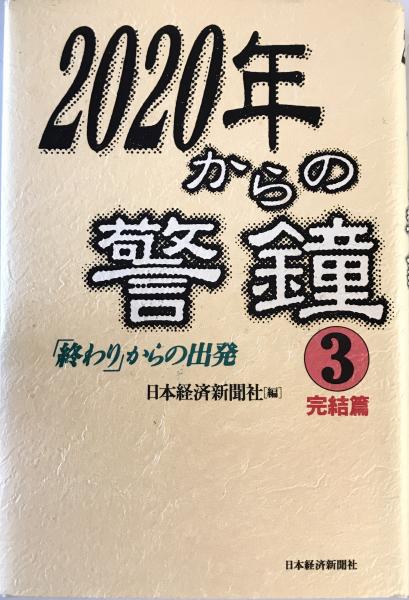 2020年
からの
警鐘
3
完結篇
「終わり」からの出発
日本経済新聞社[編]
日本経済新聞社